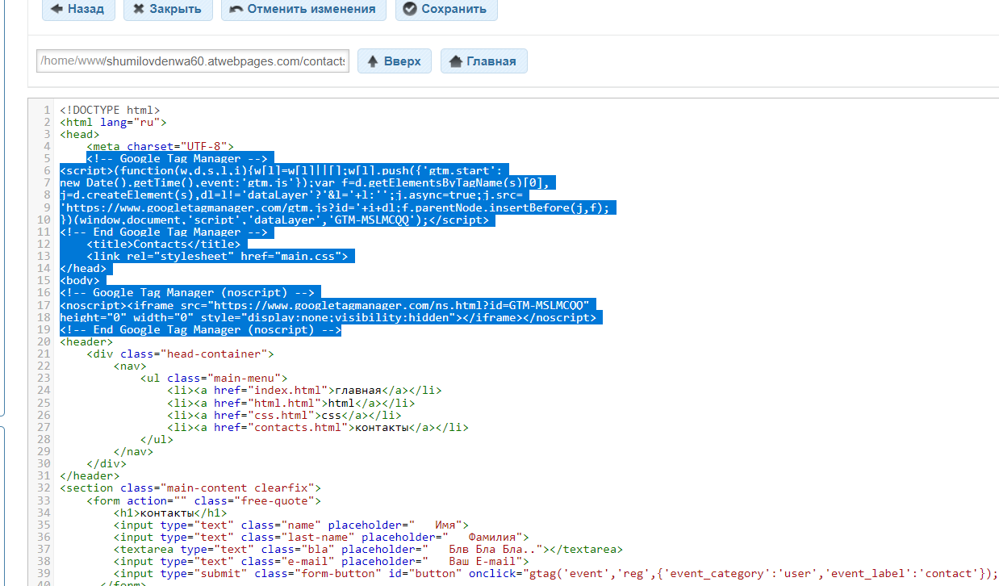 Назад Закрыть Отменить изменения Сохранить
/home/www/shumilovdenwa60.atwebpages.com/contacts Вверх Главная
1 <!DOCTYPE html>
2 <html lang="ru">
3 <head>
4 <meta charset="UTF-8">
5 <!-- Google Tag Manager -->
6 <script>(function(w,d,s,l,i){w[l]=w[l]||[];w[l].push({'gtm.start':
7 new Date().getTime(),event:'gtm.js'});var f=d.getElementsByTagName(s)[0],
8 j=d.createElement(s),dl=l!='dataLayer'?'&l='+l:'';j.async=true;j.src=
9 'https://www.googletagmanager.com/gtm.js?id='+i+dl;f.parentNode.insertBefore(j,f);
10 })(window,document,'script','dataLayer','GTM-MSLMCQQ');</script>
11 <!-- End Google Tag Manager -->
12 <title>Contacts</title>
13 <link rel="stylesheet" href="main.css">
14 </head>
15 <body>
16 <!-- Google Tag Manager (noscript) -->
17 <noscript><iframe src="https://www.googletagmanager.com/ns.html?id=GTM-MSLMCQQ"
18 height="0" width="0" style="display:none;visibility:hidden"></iframe></noscript>
19 <!-- End Google Tag Manager (noscript) -->
20 <header>
21 <div class="head-container">
22 <nav>
23 <ul class="main-menu">
24 <li><a href="index.html">главная</a></li>
25 <li><a href="html.html">html</a></li>
26 <li><a href="css.html">css</a></li>
27 <li><a href="contacts.html">контакты</a></li>
28 </ul>
29 </nav>
30 </div>
31 </header>
32 <section class="main-content clearfix">
33 <form action="" class="free-quote">
34 <h1>контакты</h1>
35 <input type="text" class="name" placeholder="   Имя">
36 <input type="text" class="last-name" placeholder="   Фамилия">
37 <textarea type="text" class="bla" placeholder="   Блв Бла Бла.."></textarea>
38 <input type="text" class="e-mail" placeholder="   Ваш E-mail">
39 <input type="submit" class="form-button" id="button" onclick="gtag('event','reg',{'event_category':'user','event_label':'contact'});
40 </form>